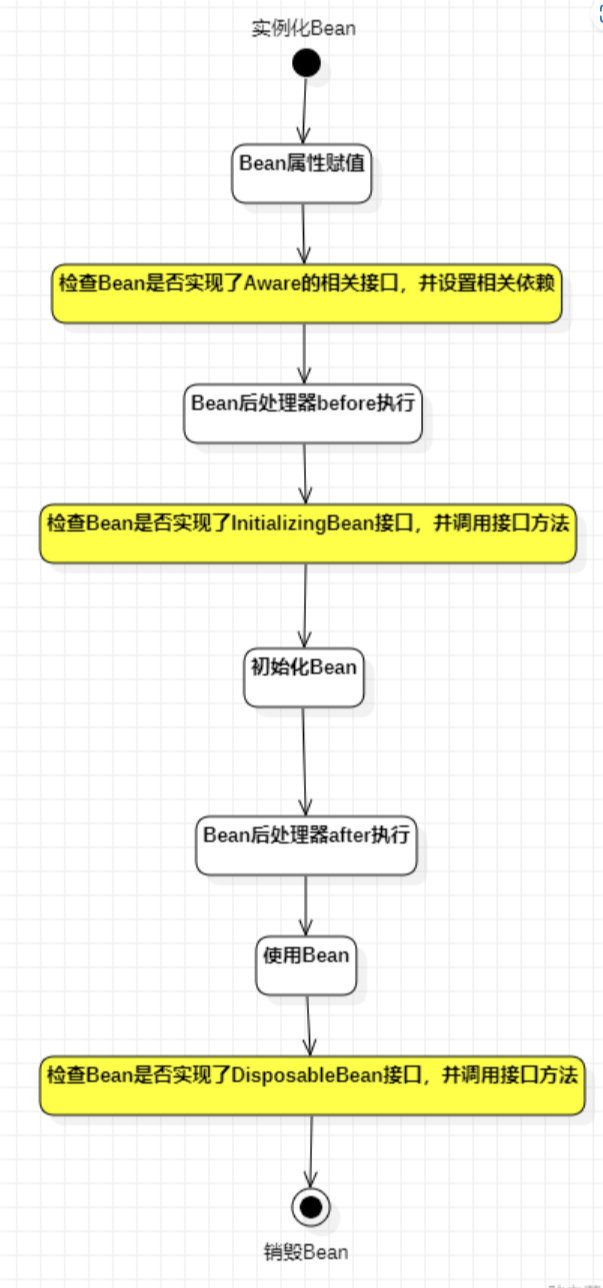 实例化Bean
Bean属性赋值
检查Bean是否实现了Aware的相关接口，并设置相关依赖
Bean后处理器before执行
检查Bean是否实现了InitializingBean接口，并调用接口方法
初始化Bean
Bean后处理器after执行
使用Bean
检查Bean是否实现了DisposableBean接口，并调用接口方法
销毁Bean